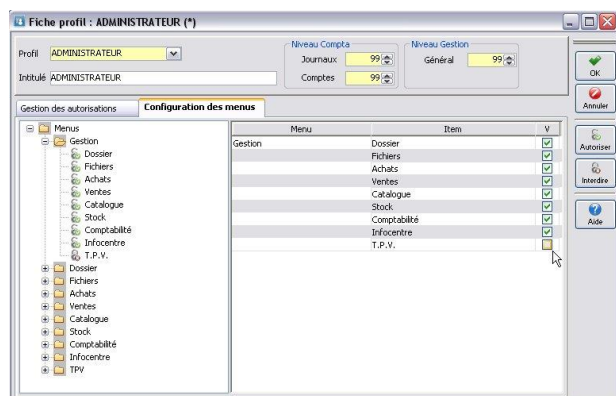 Fiche profil : ADMINISTRATEUR (*)
Profil ADMINISTRATEUR
Intitulé ADMINISTRATEUR
Niveau Compta
Journaux 99
Comptes 99
Niveau Gestion
Général 99
OK
Annuler
Autoriser
Interdire
Aide
Gestion des autorisations Configuration des menus
Menus
Gestion
Dossier
Fichiers
Achats
Ventes
Catalogue
Stock
Comptabilité
Infocentre
T.P.V.
Dossier
Fichiers
Achats
Ventes
Catalogue
Stock
Comptabilité
Infocentre
TPV
Menu Item V
Gestion Dossier
Fichiers
Achats
Ventes
Catalogue
Stock
Comptabilité
Infocentre
T.P.V.